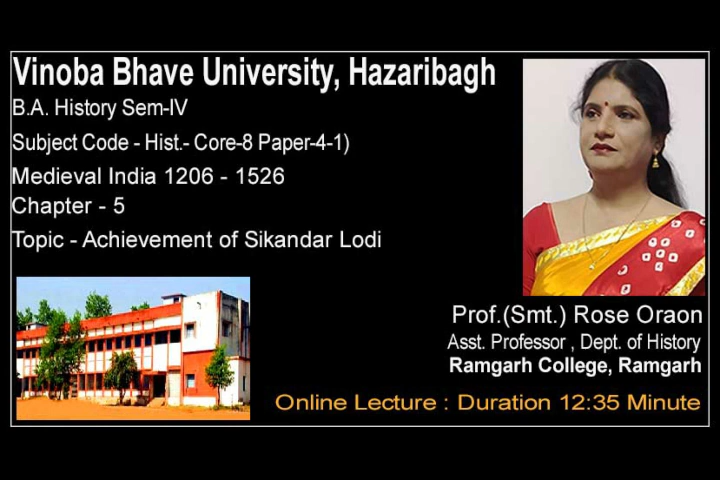 Vinoba Bhave University, Hazaribagh
B.A. History Sem-IV
Subject Code - Hist.- Core-8 Paper-4-1)
Medieval India 1206 - 1526
Chapter - 5
Topic - Achievement of Sikandar Lodi
Prof.(Smt.) Rose Oraon
Asst. Professor , Dept. of History
Ramgarh College, Ramgarh
Online Lecture : Duration 12:35 Minute